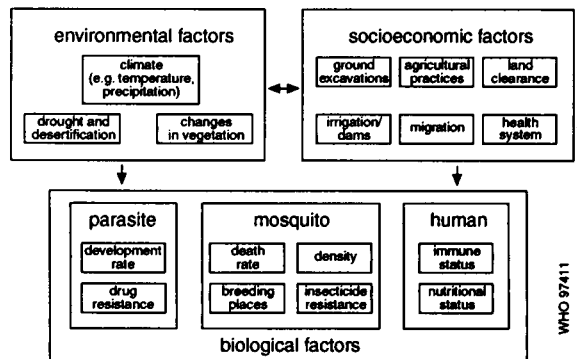 environmental factors
climate
(e.g. temperature,
precipitation)
drought and
desertification
changes
in vegetation
socioeconomic factors
ground
excavations
agricultural
practices
land
clearance
irrigation/
dams
migration
health
system
parasite
development
rate
drug
resistance
mosquito
death
rate
density
breeding
places
insecticide
resistance
human
immune
status
nutritional
status
biological factors
WHO 97411